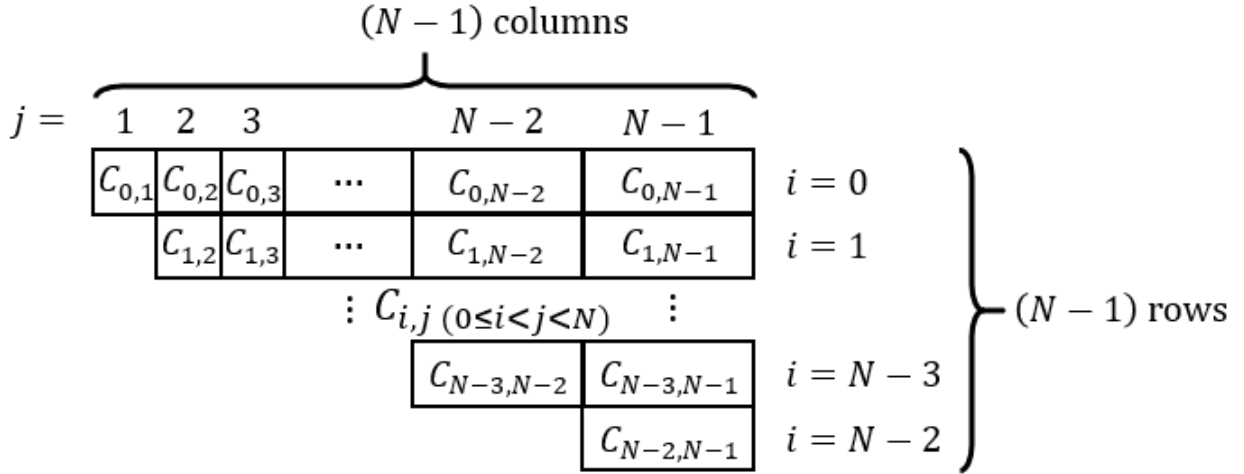 (N − 1) columns
j = 1 2 3 N − 2 N − 1
C0,1 C0,2 C0,3 ⋯ C0,N−2 C0,N−1 i = 0
C1,2 C1,3 ⋯ C1,N−2 C1,N−1 i = 1
⋮ Ci,j (0≤i<j<N) ⋮ (N − 1) rows
CN−3,N−2 CN−3,N−1 i = N − 3
CN−2,N−1 i = N − 2